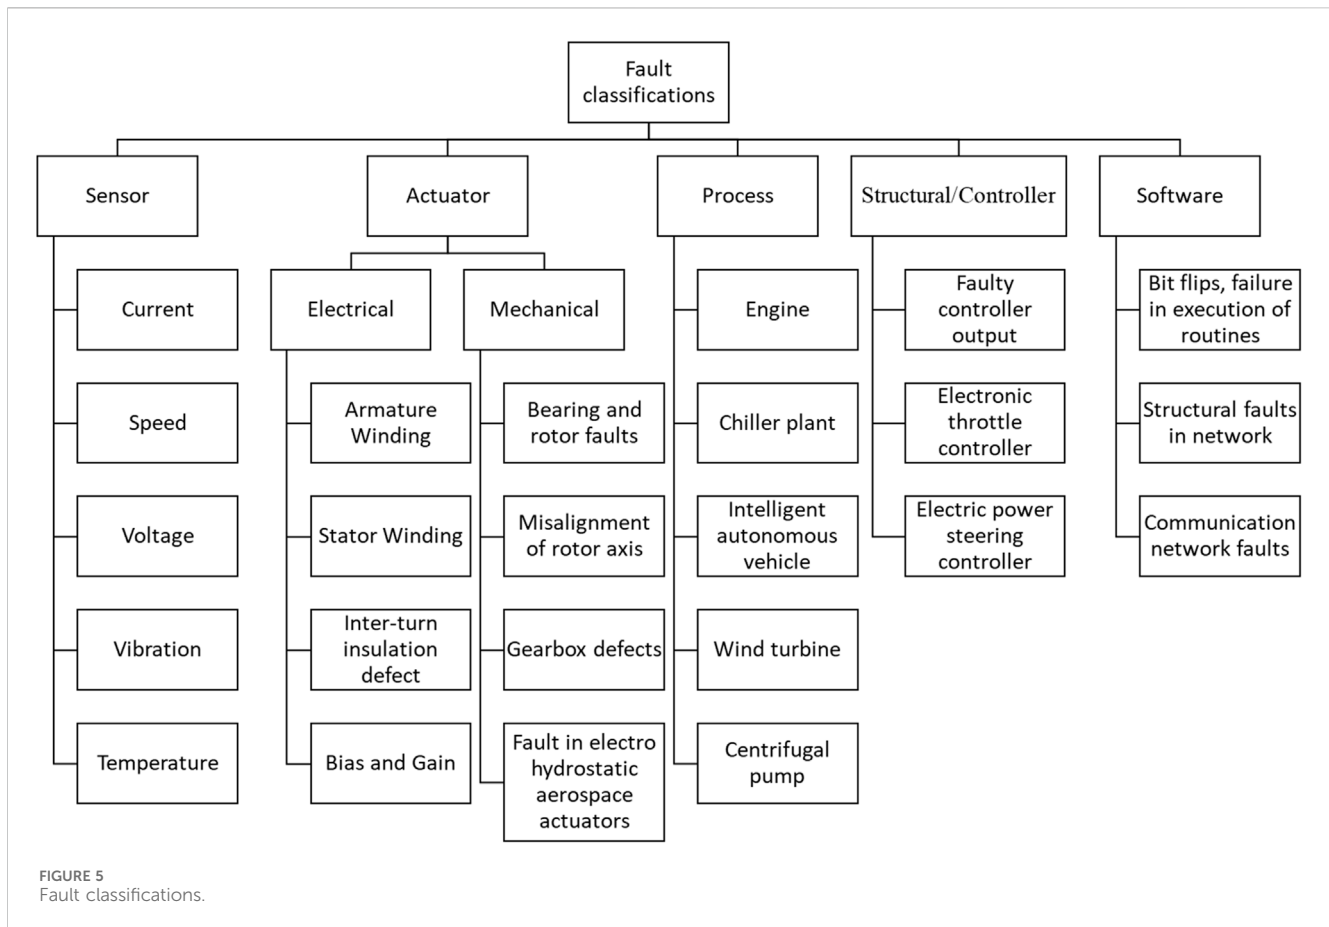 Fault
classifications
Sensor
Actuator
Process
Structural/Controller
Software
Current
Speed
Voltage
Vibration
Temperature
Electrical
Armature
Winding
Stator Winding
Inter-turn
insulation
defect
Bias and Gain
Mechanical
Bearing and
rotor faults
Misalignment
of rotor axis
Gearbox defects
Fault in electro
hydrostatic
aerospace
actuators
Engine
Chiller plant
Intelligent
autonomous
vehicle
Wind turbine
Centrifugal
pump
Faulty
controller
output
Electronic
throttle
controller
Electric power
steering
controller
Bit flips, failure
in execution of
routines
Structural faults
in network
Communication
network faults
FIGURE 5
Fault classifications.